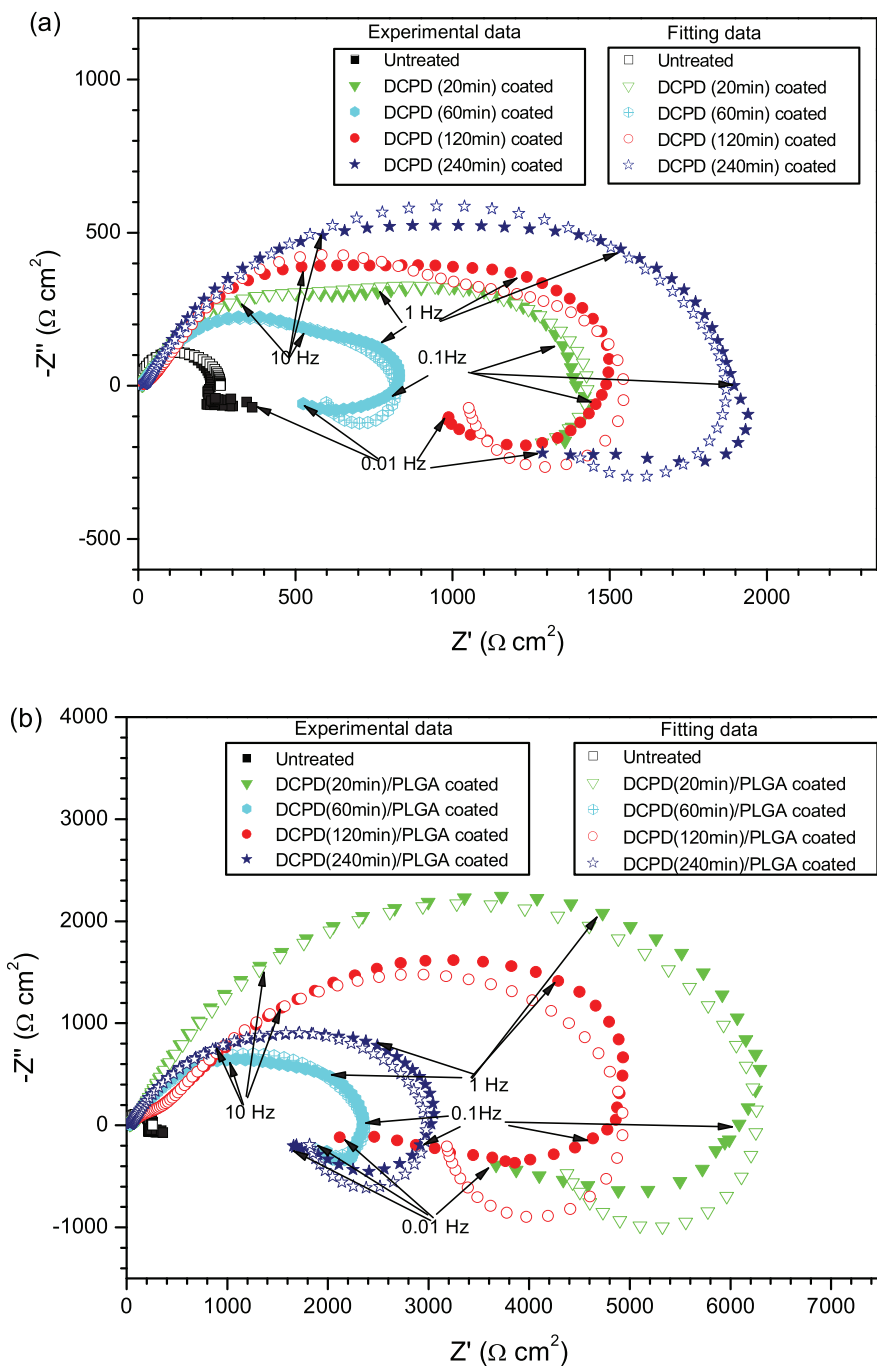 (a)
Experimental data
Fitting data
Untreated
DCPD (20min) coated
DCPD (60min) coated
DCPD (120min) coated
DCPD (240min) coated
Untreated
DCPD (20min) coated
DCPD (60min) coated
DCPD (120min) coated
DCPD (240min) coated
1000
500
0
-500
-Z" (Ω cm²)
10 Hz
1 Hz
0.1Hz
0.01 Hz
0 500 1000 1500 2000
Z' (Ω cm²)
(b)
Experimental data
Fitting data
Untreated
DCPD(20min)/PLGA coated
DCPD(60min)/PLGA coated
DCPD(120min)/PLGA coated
DCPD(240min)/PLGA coated
Untreated
DCPD(20min)/PLGA coated
DCPD(60min)/PLGA coated
DCPD(120min)/PLGA coated
DCPD(240min)/PLGA coated
4000
3000
2000
1000
0
-1000
-Z" (Ω cm²)
10 Hz
1 Hz
0.1Hz
0.01 Hz
0 1000 2000 3000 4000 5000 6000 7000
Z' (Ω cm²)